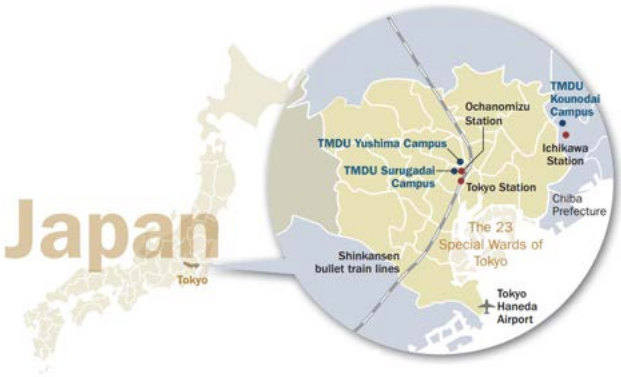 Japan
Tokyo
TMDU
Kounodai
Campus
Ochanomizu
Station
TMDU Yushima Campus
Ichikawa
Station
TMDU Surugadai
Campus
Tokyo Station
Chiba
Prefecture
The 23
Special Wards of
Tokyo
Shinkansen
bullet train lines
Tokyo
Haneda
Airport